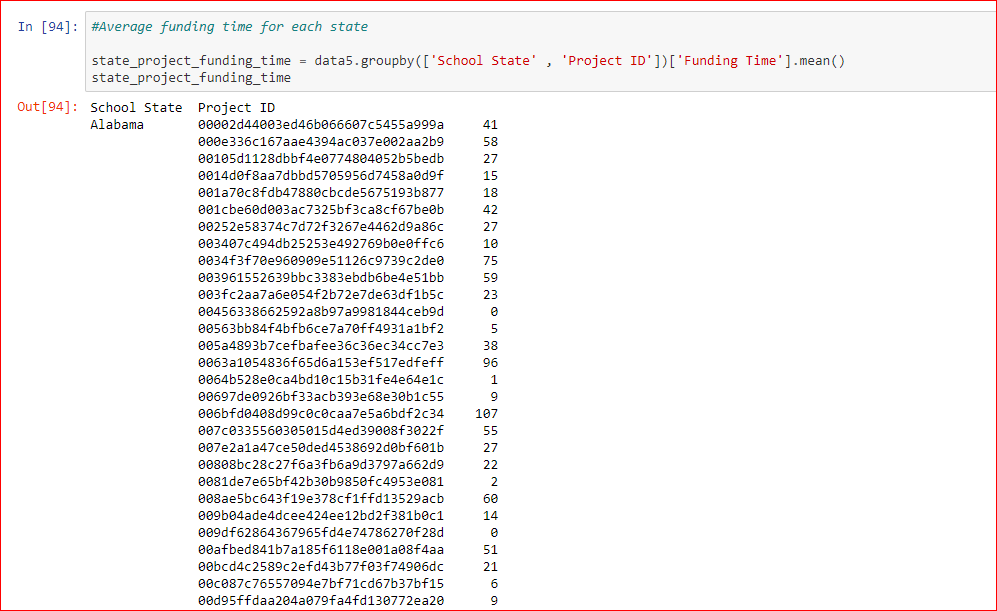 In [94]: #Average funding time for each state
state_project_funding_time = data5.groupby(['School State' , 'Project ID'])['Funding Time'].mean()
state_project_funding_time
Out[94]: School State  Project ID
Alabama  00002d44003ed46b066607c5455a999a  41
000e336c167aae4394ac037e002aa2b9  58
00105d1128dbbf4e0774804052b5bedb  27
0014d0f8aa7dbbd5705956d7458a0d9f  15
001a70c8fdb47880cbcde5675193b877  18
001cbe60d003ac7325bf3ca8cf67be0b  42
00252e58374c7d72f3267e4462d9a86c  27
003407c494db25253e492769b0e0ffc6  10
0034f3f70e960909e51126c9739c2de0  75
003961552639bbc3383ebdb6be4e51bb  59
003fc2aa7a6e054f2b72e7de63df1b5c  23
00456338662592a8b97a9981844ceb9d  0
00563bb84f4bfb6ce7a70ff4931a1bf2  5
005a4893b7cefbafee36c36ec34cc7e3  38
0063a1054836f65d6a153ef517edfeff  96
0064b528e0ca4bd10c15b31fe4e64e1c  1
00697de0926bf33acb393e68e30b1c55  9
006bfd0408d99c0c0caa7e5a6bdf2c34  107
007c0335560305015d4ed39008f3022f  55
007e2a1a47ce50ded4538692d0bf601b  27
00808bc28c27f6a3fb6a9d3797a662d9  22
0081de7e65bf42b30b9850fc4953e081  2
008ae5bc643f19e378cf1ffd13529acb  60
009b04ade4dcee424ee12bd2f381b0c1  14
009df62864367965fd4e74786270f28d  0
00afbed841b7a185f6118e001a08f4aa  51
00bcd4c2589c2efd43b77f03f74906dc  21
00c087c76557094e7bf71cd67b37bf15  6
00d95ffdaa204a079fa4fd130772ea20  9